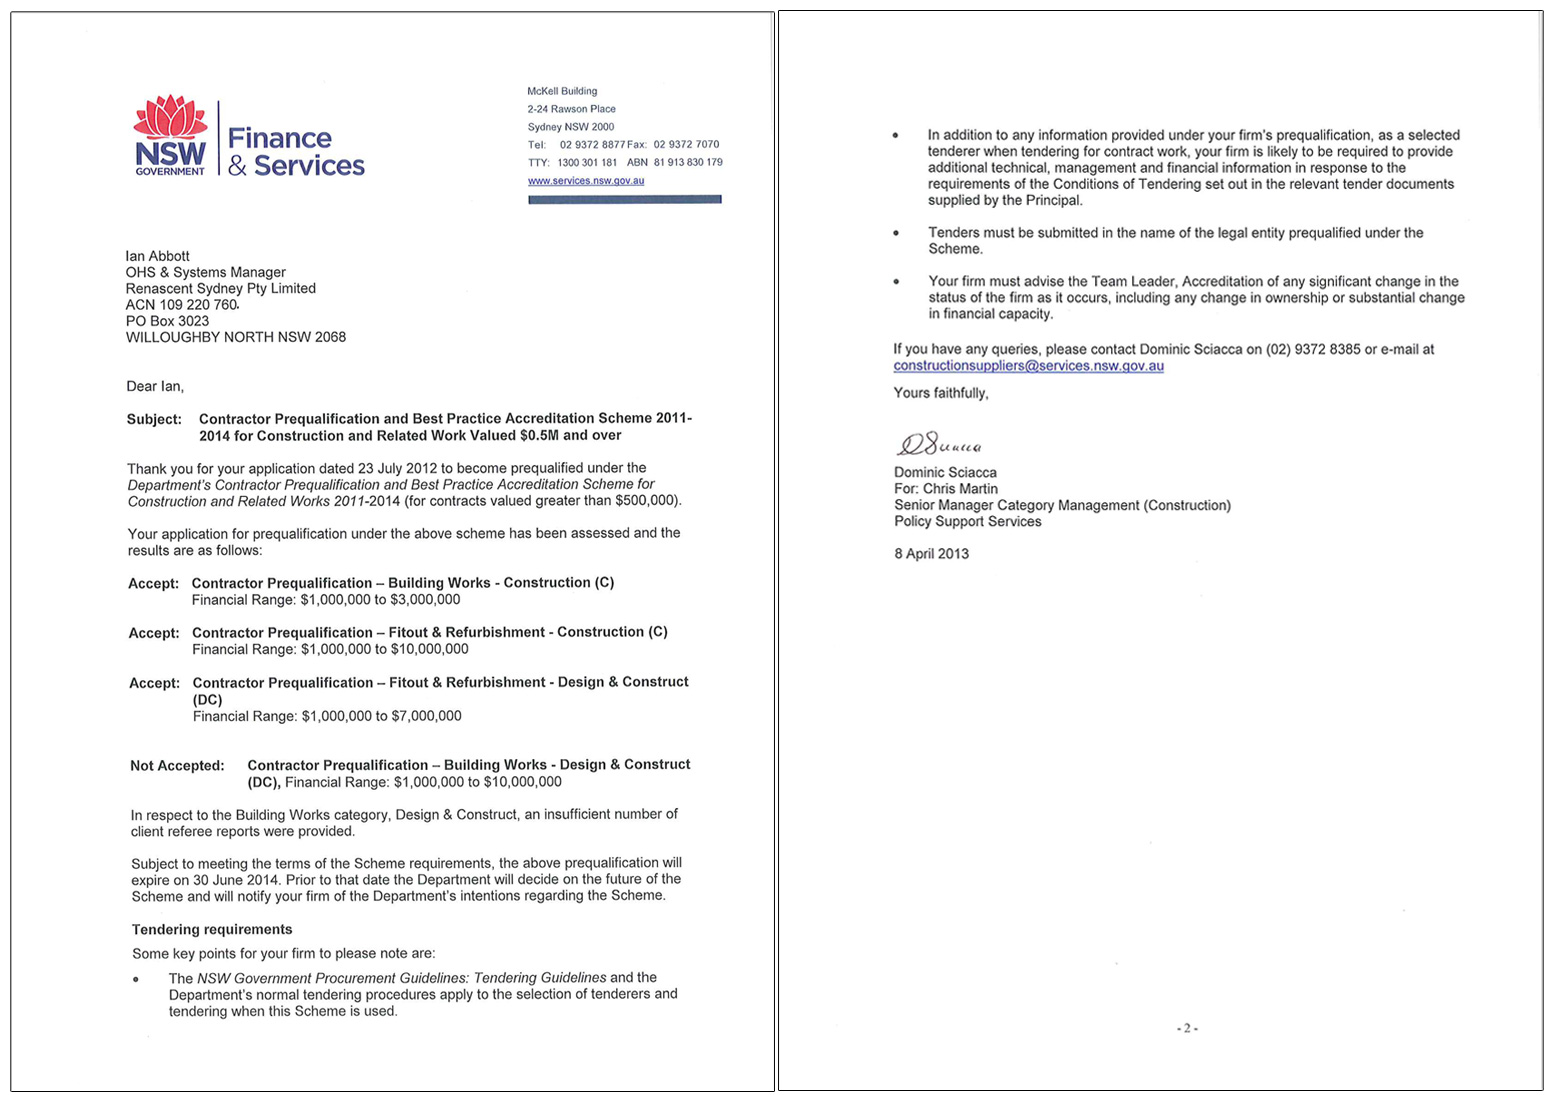 NSW
GOVERNMENT
Finance
& Services
McKell Building
2-24 Rawson Place
Sydney NSW 2000
Tel: 02 9372 8877 Fax: 02 9372 7070
TTY: 1300 301 181 ABN 81 913 830 179
www.services.nsw.gov.au
Ian Abbott
OHS & Systems Manager
Renascent Sydney Pty Limited
ACN 109 220 760.
PO Box 3023
WILLOUGHBY NORTH NSW 2068
Dear Ian,
Subject: Contractor Prequalification and Best Practice Accreditation Scheme 2011-
2014 for Construction and Related Work Valued $0.5M and over
Thank you for your application dated 23 July 2012 to become prequalified under the
Department's Contractor Prequalification and Best Practice Accreditation Scheme for
Construction and Related Works 2011-2014 (for contracts valued greater than $500,000).
Your application for prequalification under the above scheme has been assessed and the
results are as follows:
Accept: Contractor Prequalification – Building Works - Construction (C)
Financial Range: $1,000,000 to $3,000,000
Accept: Contractor Prequalification – Fitout & Refurbishment - Construction (C)
Financial Range: $1,000,000 to $10,000,000
Accept: Contractor Prequalification – Fitout & Refurbishment - Design & Construct
(DC)
Financial Range: $1,000,000 to $7,000,000
Not Accepted: Contractor Prequalification – Building Works - Design & Construct
(DC), Financial Range: $1,000,000 to $10,000,000
In respect to the Building Works category, Design & Construct, an insufficient number of
client referee reports were provided.
Subject to meeting the terms of the Scheme requirements, the above prequalification will
expire on 30 June 2014. Prior to that date the Department will decide on the future of the
Scheme and will notify your firm of the Department's intentions regarding the Scheme.
Tendering requirements
Some key points for your firm to please note are:
• The NSW Government Procurement Guidelines: Tendering Guidelines and the
Department's normal tendering procedures apply to the selection of tenderers and
tendering when this Scheme is used.
• In addition to any information provided under your firm's prequalification, as a selected
tenderer when tendering for contract work, your firm is likely to be required to provide
additional technical, management and financial information in response to the
requirements of the Conditions of Tendering set out in the relevant tender documents
supplied by the Principal.
• Tenders must be submitted in the name of the legal entity prequalified under the
Scheme.
• Your firm must advise the Team Leader, Accreditation of any significant change in the
status of the firm as it occurs, including any change in ownership or substantial change
in financial capacity.
If you have any queries, please contact Dominic Sciacca on (02) 9372 8385 or e-mail at
constructionsuppliers@services.nsw.gov.au
Yours faithfully,
DSciacca
Dominic Sciacca
For: Chris Martin
Senior Manager Category Management (Construction)
Policy Support Services
8 April 2013
- 2 -